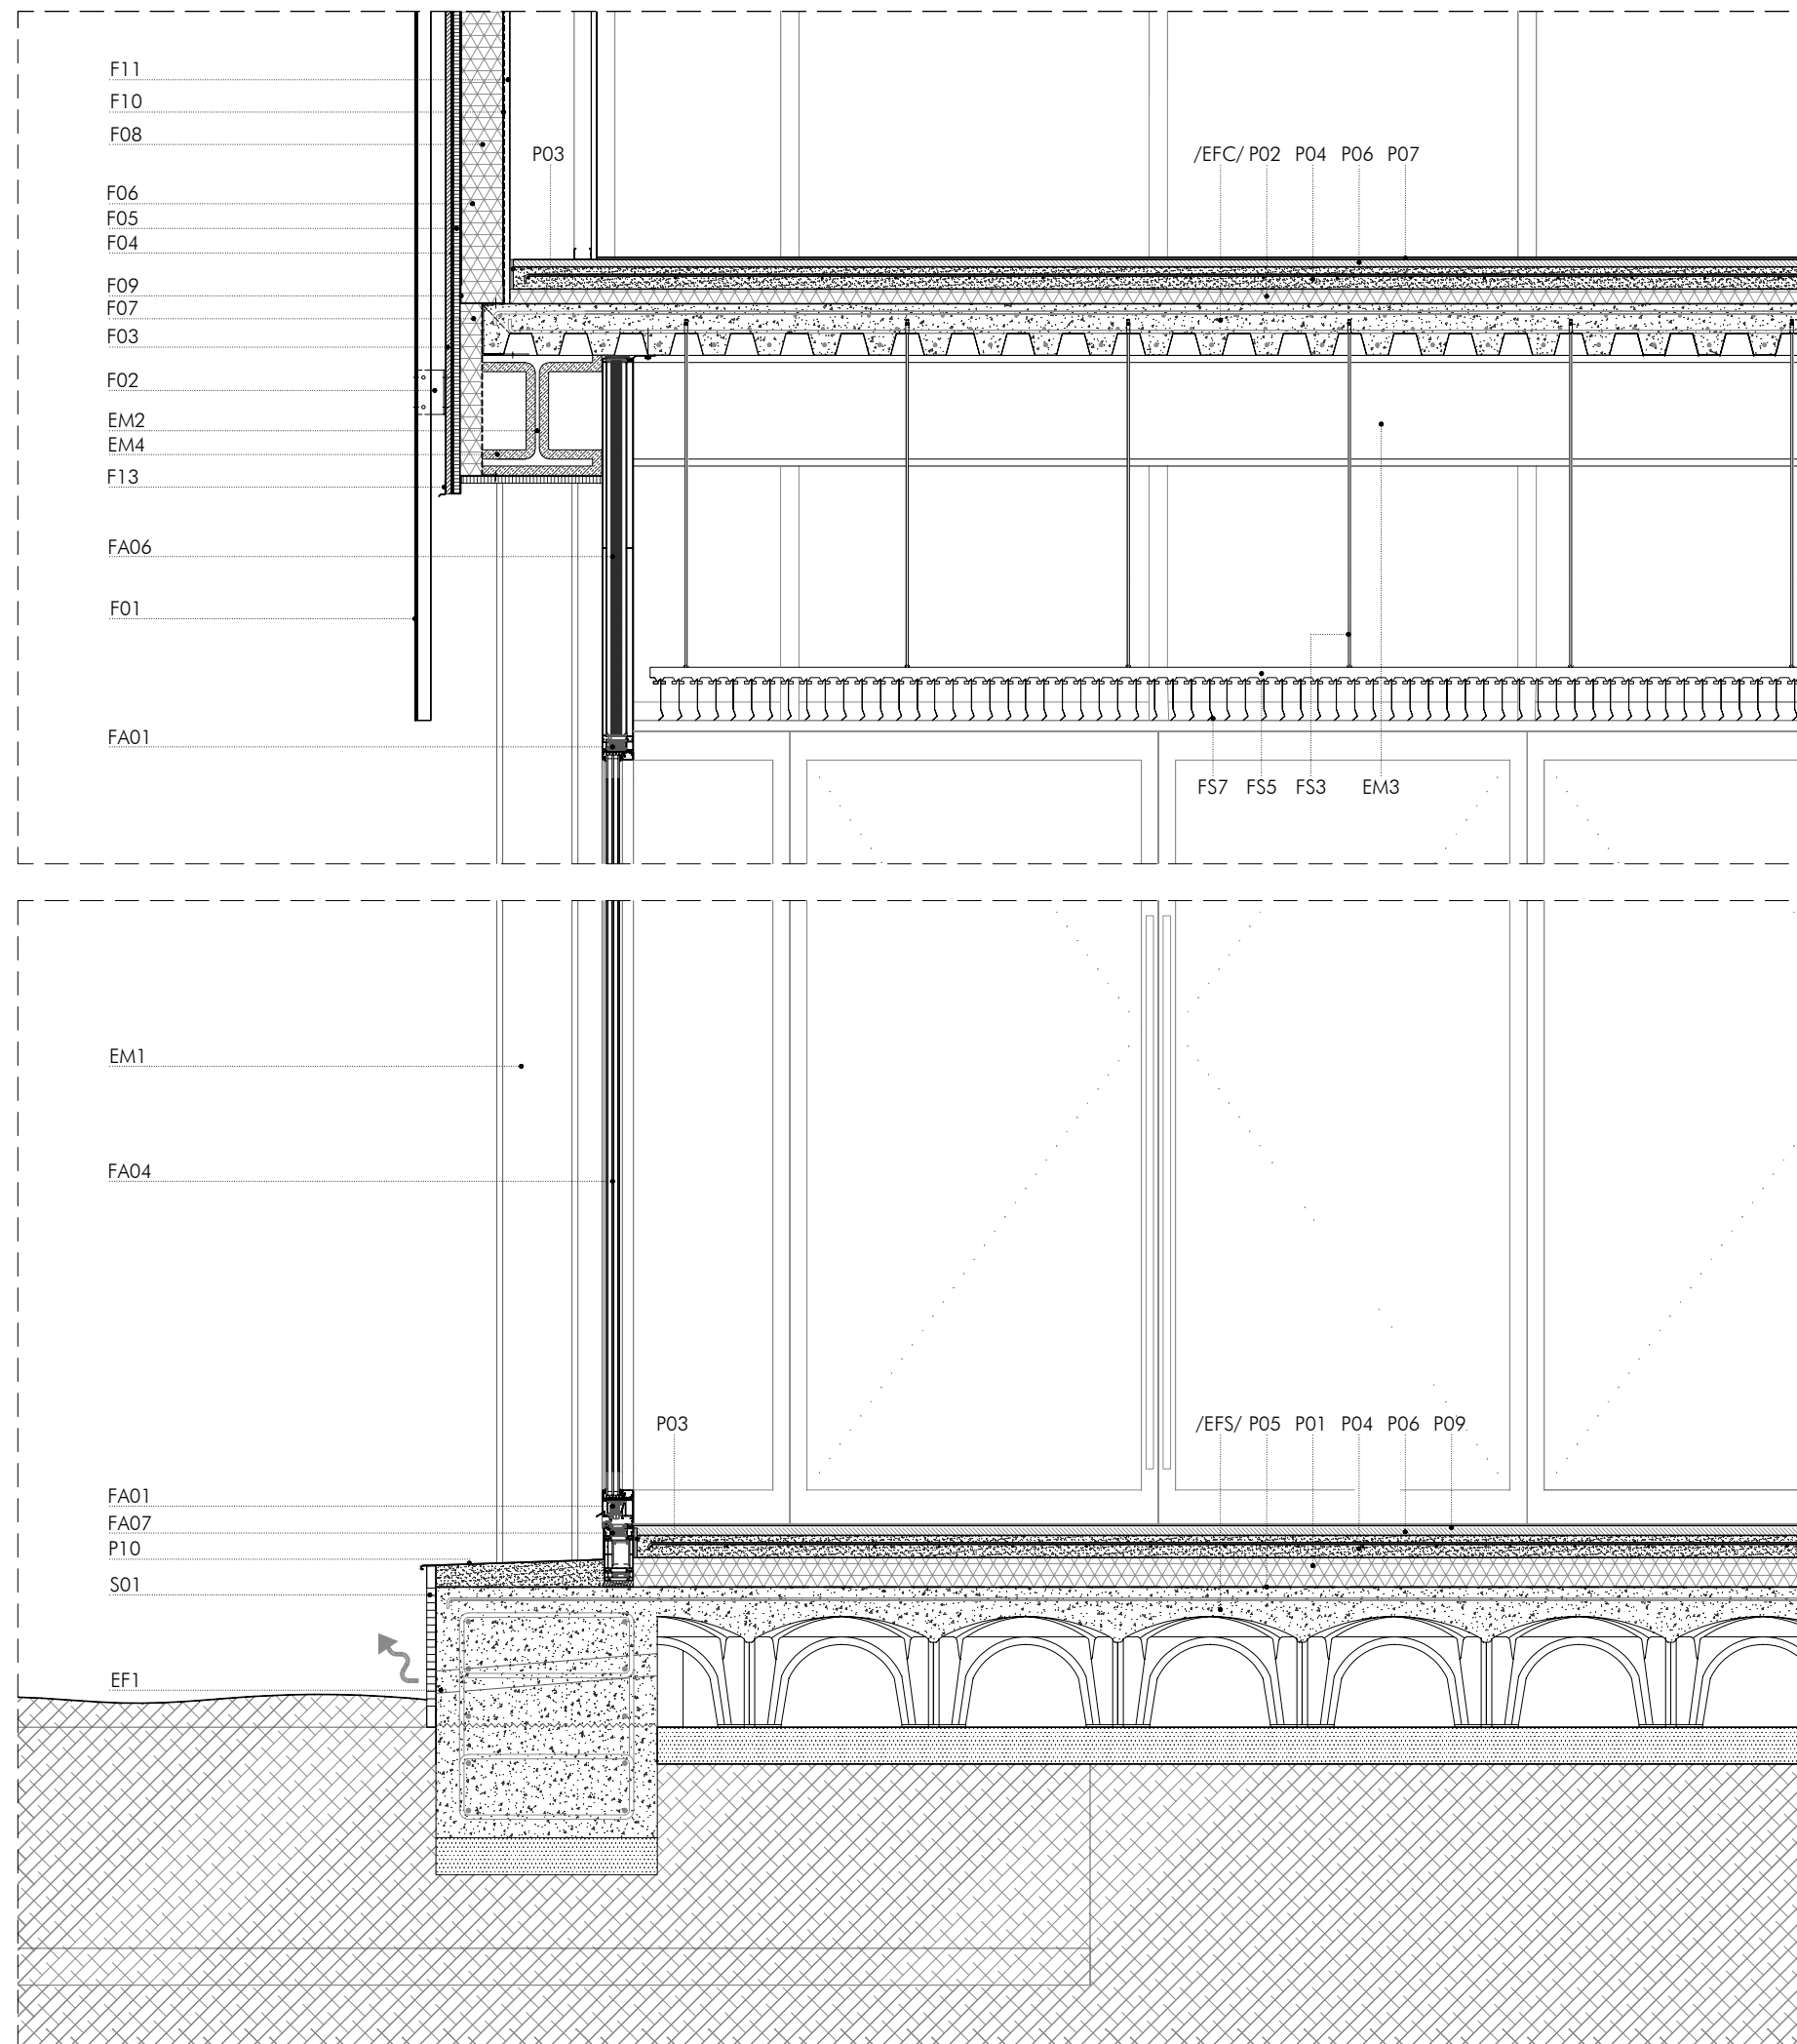 F11
F10
F08
P03 /EFC/ P02 P04 P06 P07
F06
F05
F04
F09
F07
F03
F02
EM2
EM4
F13
FA06
F01
FA01
FS7 FS5 FS3 EM3
EM1
FA04
P03 /EFS/ P05 P01 P04 P06 P09
FA01
FA07
P10
S01
EF1